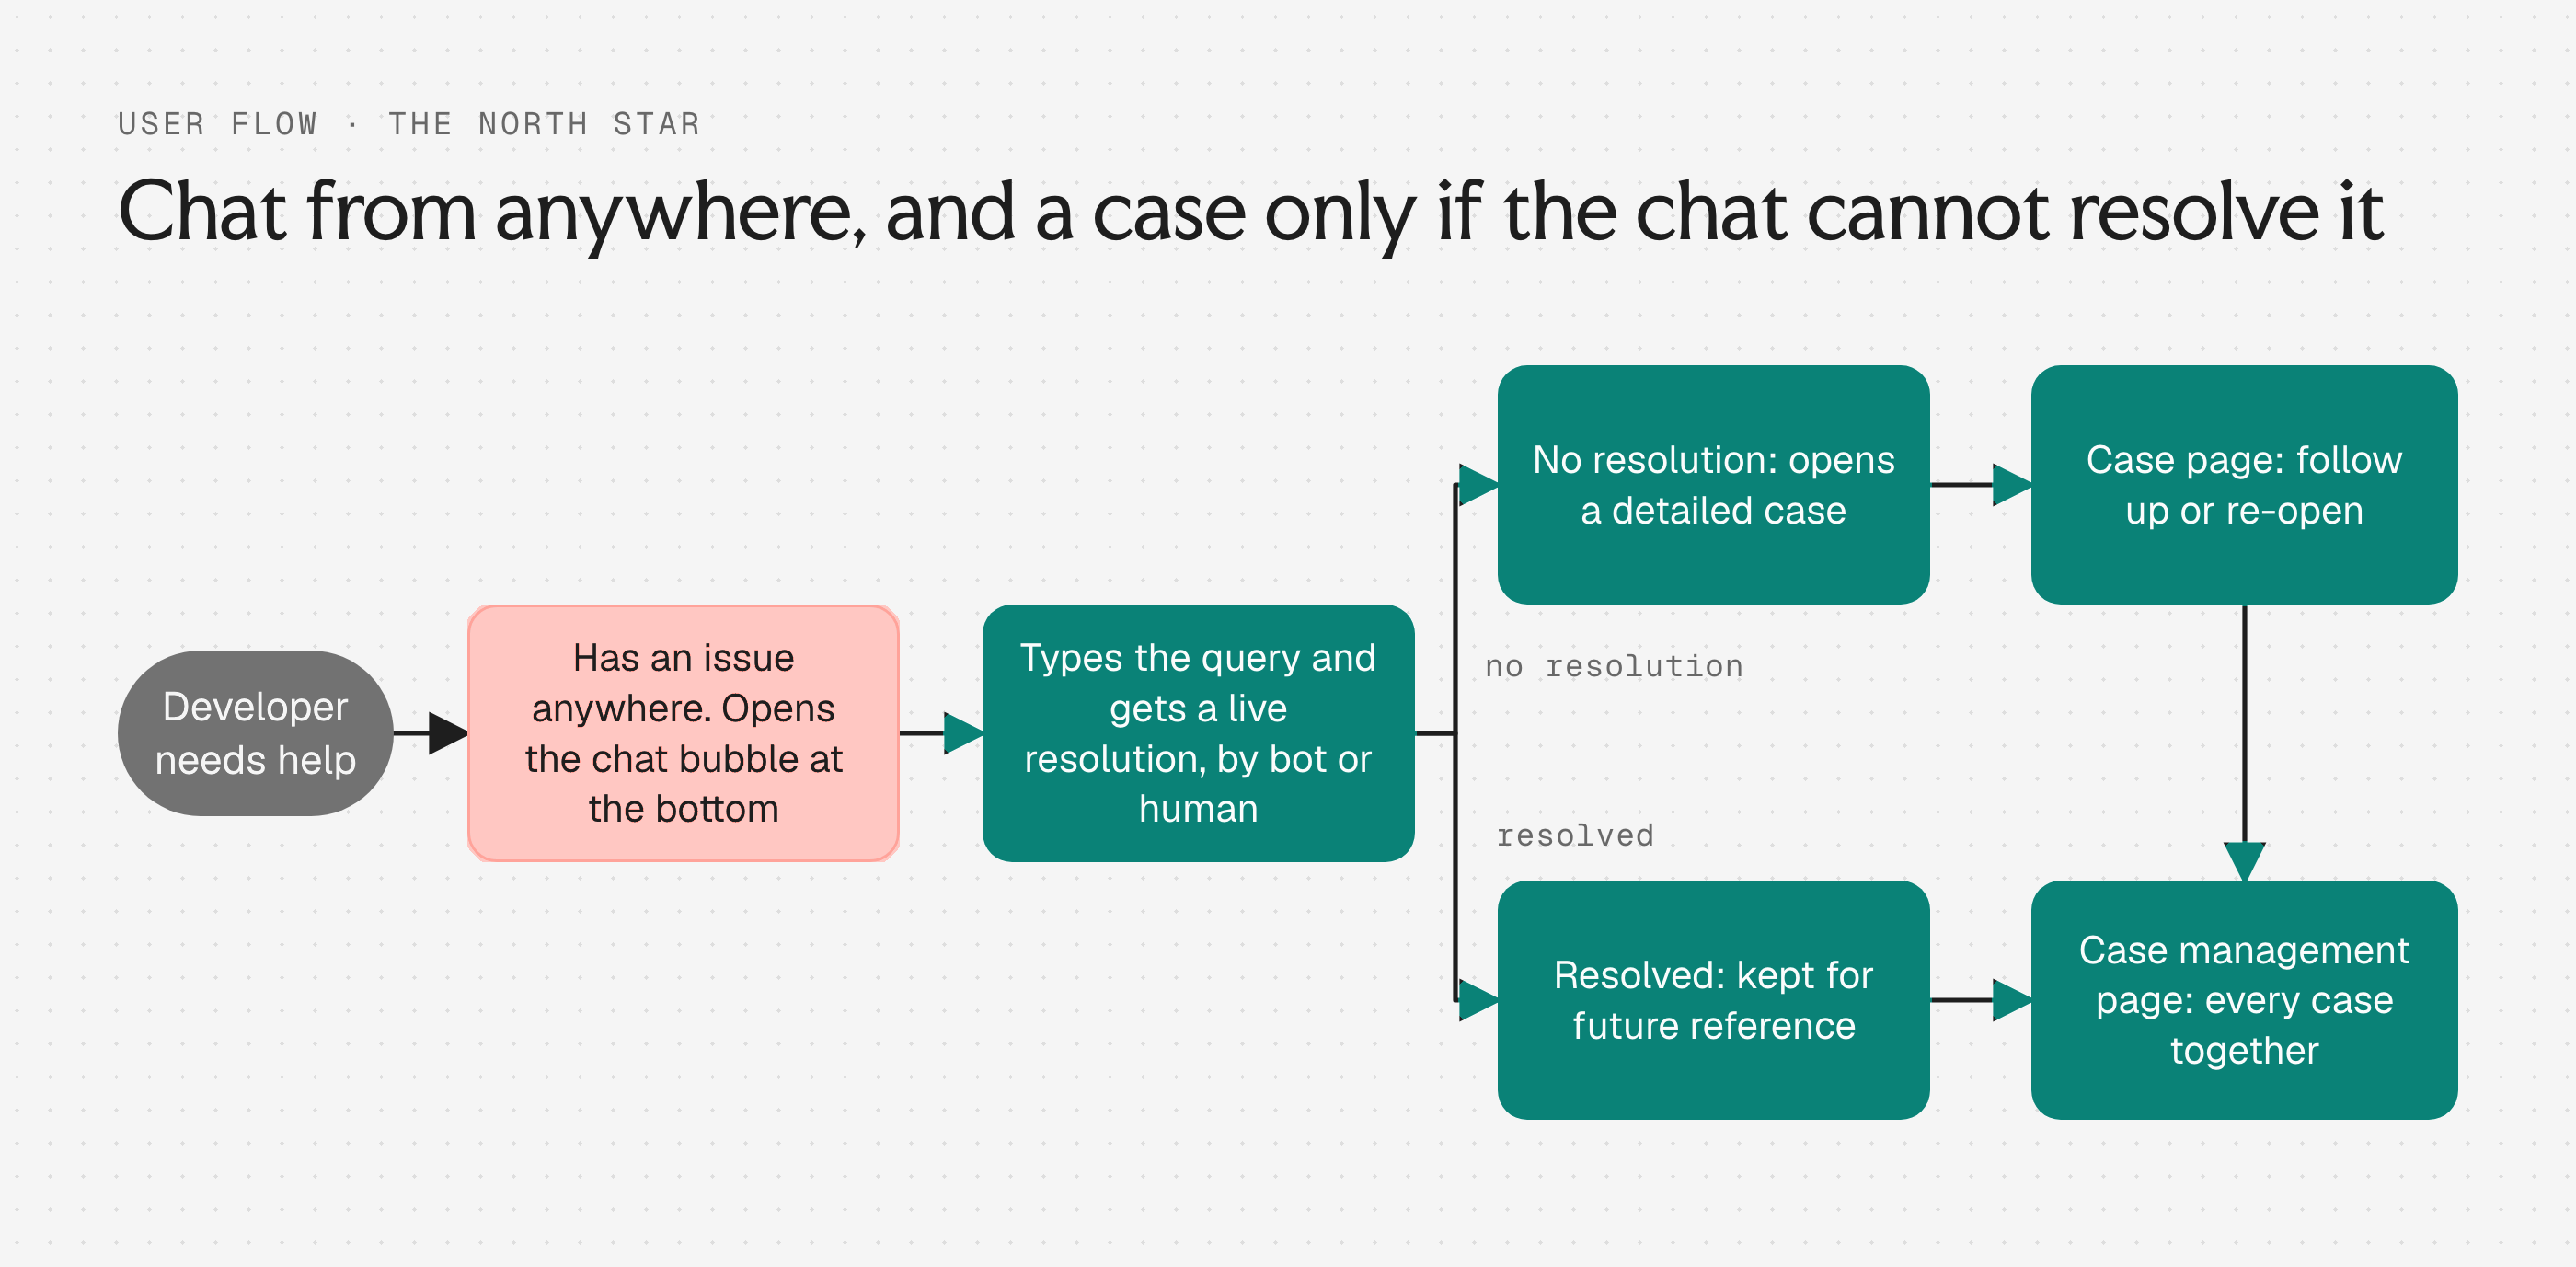 USER FLOW · THE NORTH STAR
Chat from anywhere, and a case only if the chat cannot resolve it
Developer
needs help
Has an issue
anywhere. Opens
the chat bubble at
the bottom
Types the query and
gets a live
resolution, by bot or
human
no resolution
No resolution: opens
a detailed case
Case page: follow
up or re-open
resolved
Resolved: kept for
future reference
Case management
page: every case
together